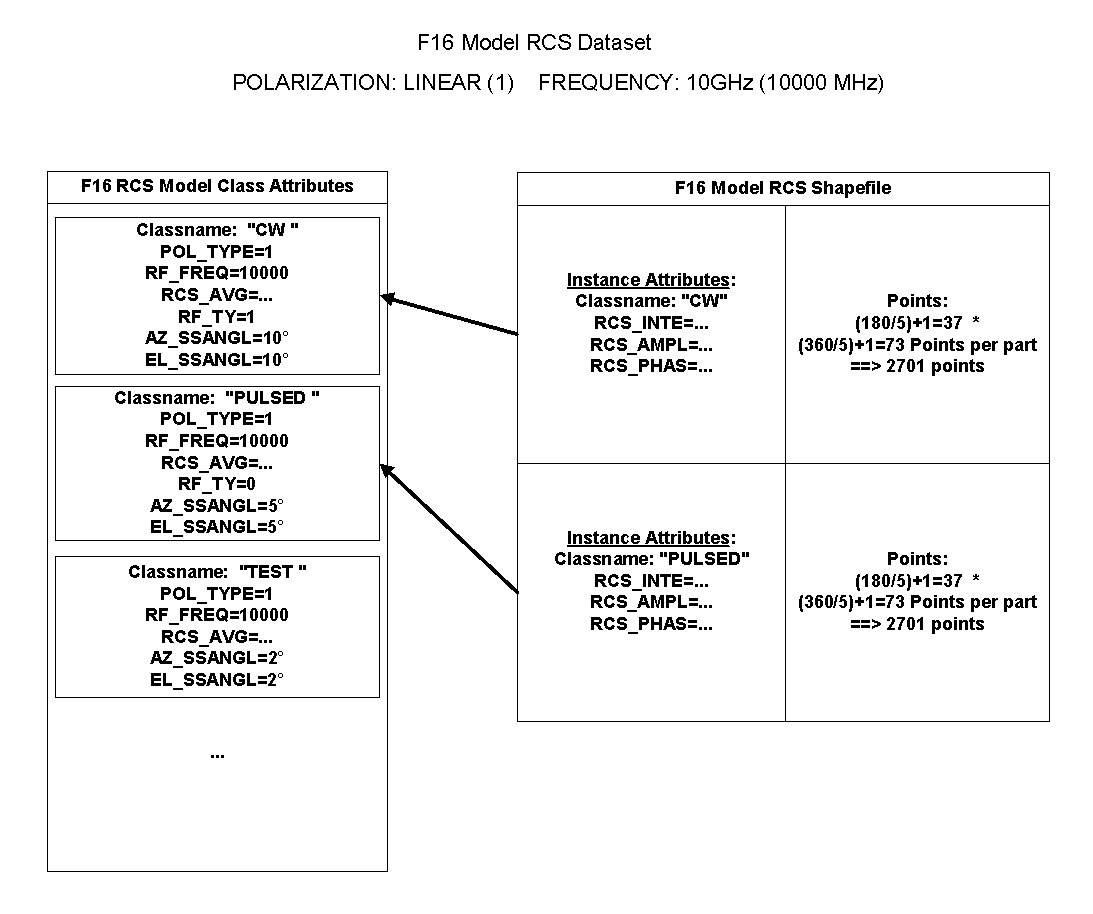 F16 Model RCS Dataset
POLARIZATION: LINEAR (1) FREQUENCY: 10GHz (10000 MHz)
F16 RCS Model Class Attributes
Classname: "CW "
POL_TYPE=1
RF_FREQ=10000
RCS_AVG=...
RF_TY=1
AZ_SSANGL=10°
EL_SSANGL=10°
Classname: "PULSED "
POL_TYPE=1
RF_FREQ=10000
RCS_AVG=...
RF_TY=0
AZ_SSANGL=5°
EL_SSANGL=5°
Classname: "TEST "
POL_TYPE=1
RF_FREQ=10000
RCS_AVG=...
AZ_SSANGL=2°
EL_SSANGL=2°
...
F16 Model RCS Shapefile
Instance Attributes:
Classname: "CW"
RCS_INTE=...
RCS_AMPL=...
RCS_PHAS=...
Points:
(180/5)+1=37 *
(360/5)+1=73 Points per part
==> 2701 points
Instance Attributes:
Classname: "PULSED"
RCS_INTE=...
RCS_AMPL=...
RCS_PHAS=...
Points:
(180/5)+1=37 *
(360/5)+1=73 Points per part
==> 2701 points